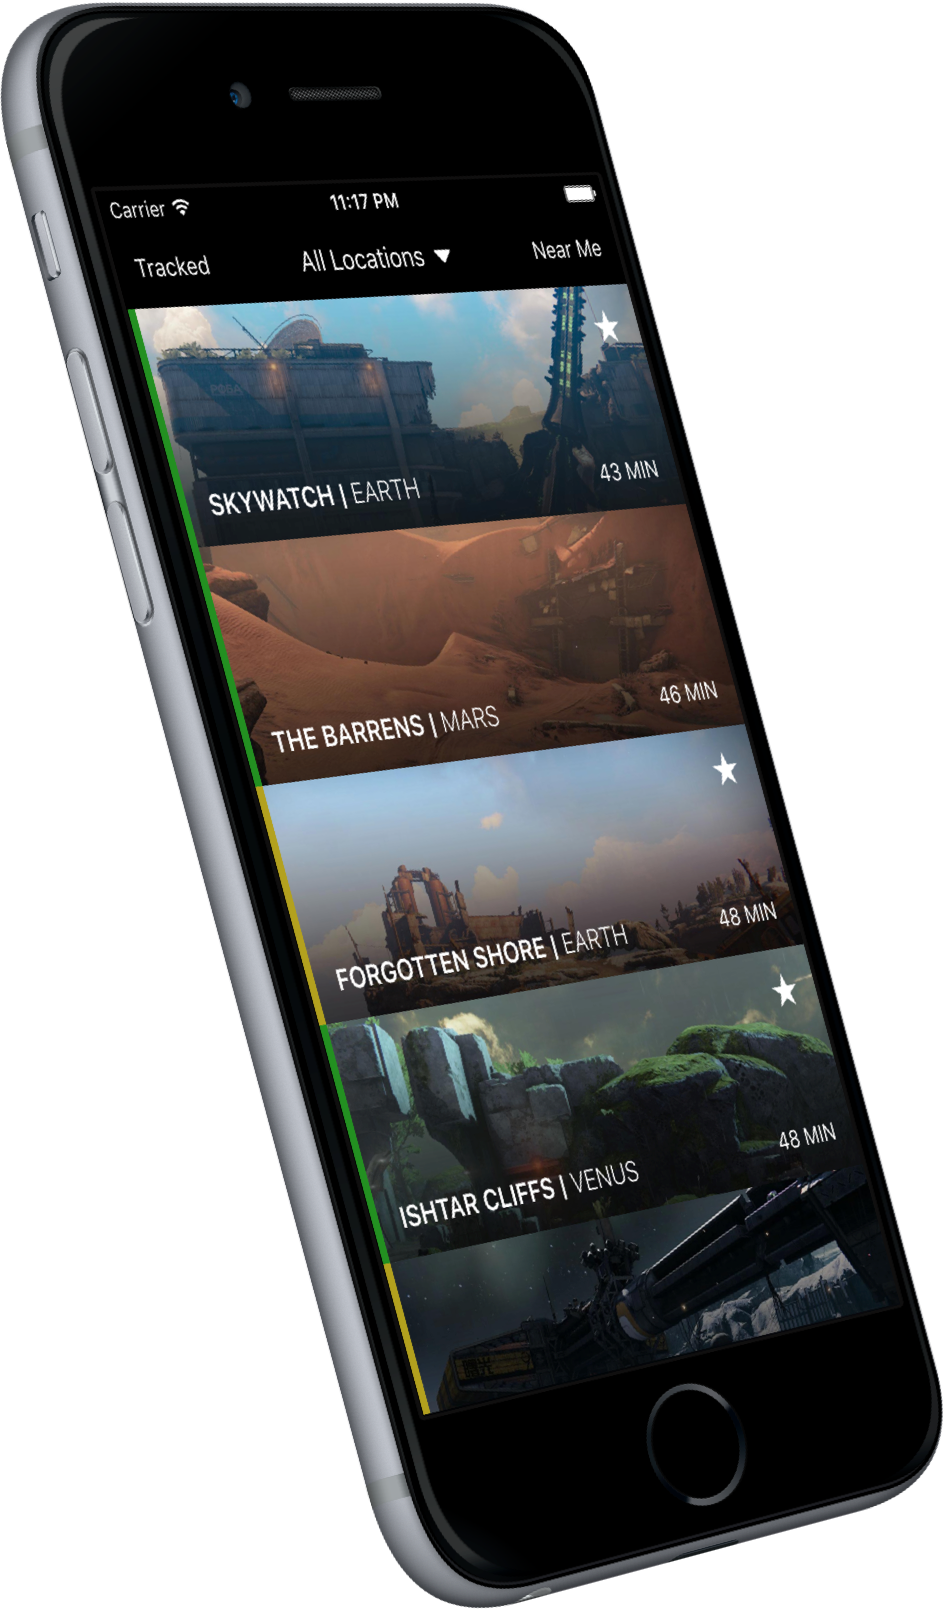 Carrier 11:17 PM
Tracked All Locations ▼ Near Me
SKYWATCH | EARTH 43 MIN
THE BARRENS | MARS 46 MIN
FORGOTTEN SHORE | EARTH 48 MIN
ISHTAR CLIFFS | VENUS 48 MIN